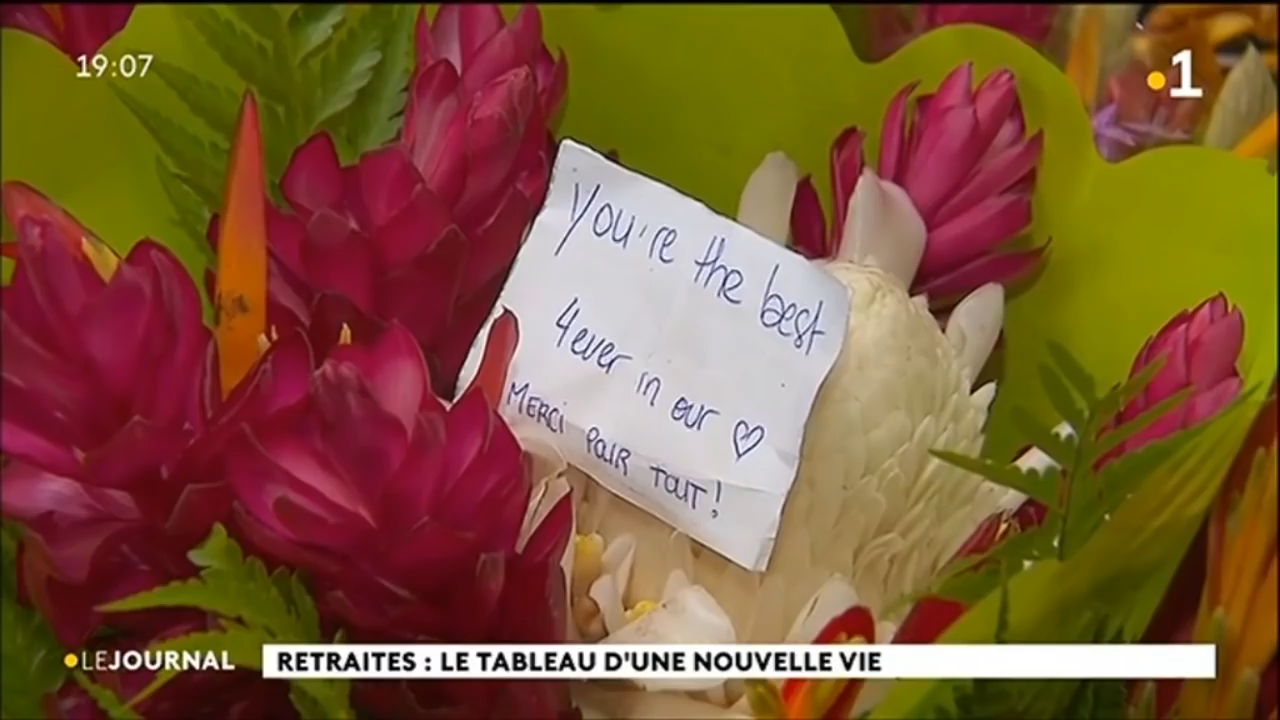 19:07
1
You're the best
4ever in our ♡
MERCI POUR TOUT!
LEJOURNAL
RETRAITES : LE TABLEAU D'UNE NOUVELLE VIE